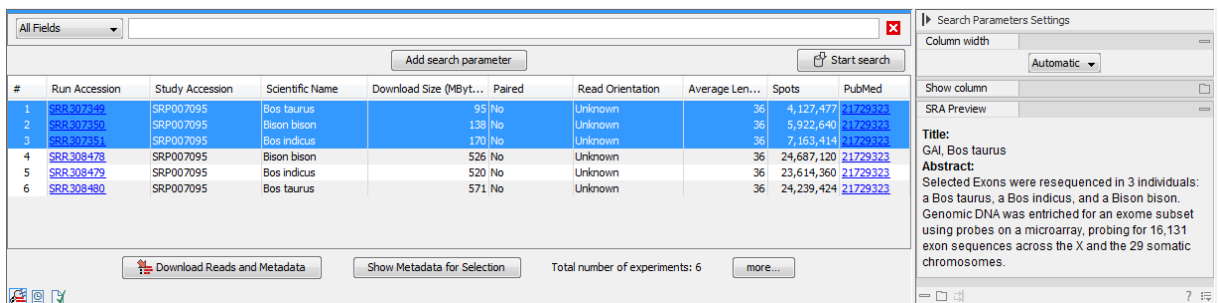 All Fields
Add search parameter
Start search
# Run Accession Study Accession Scientific Name Download Size (MByt... Paired Read Orientation Average Len... Spots PubMed
1 SRR307349 SRP007095 Bos taurus 95 No Unknown 36 4,127,477 21729323
2 SRR307350 SRP007095 Bison bison 138 No Unknown 36 5,922,640 21729323
3 SRR307351 SRP007095 Bos indicus 170 No Unknown 36 7,163,414 21729323
4 SRR308478 SRP007095 Bison bison 526 No Unknown 36 24,687,120 21729323
5 SRR308479 SRP007095 Bos indicus 520 No Unknown 36 23,614,360 21729323
6 SRR308480 SRP007095 Bos taurus 571 No Unknown 36 24,239,424 21729323
Download Reads and Metadata Show Metadata for Selection Total number of experiments: 6 more...
Search Parameters Settings
Column width
Automatic
Show column
SRA Preview
Title:
GAI, Bos taurus
Abstract:
Selected Exons were resequenced in 3 individuals:
a Bos taurus, a Bos indicus, and a Bison bison.
Genomic DNA was entriched for an exome subset
using probes on a microarray, probing for 16,131
exon sequences across the X and the 29 somatic
chromosomes.
?